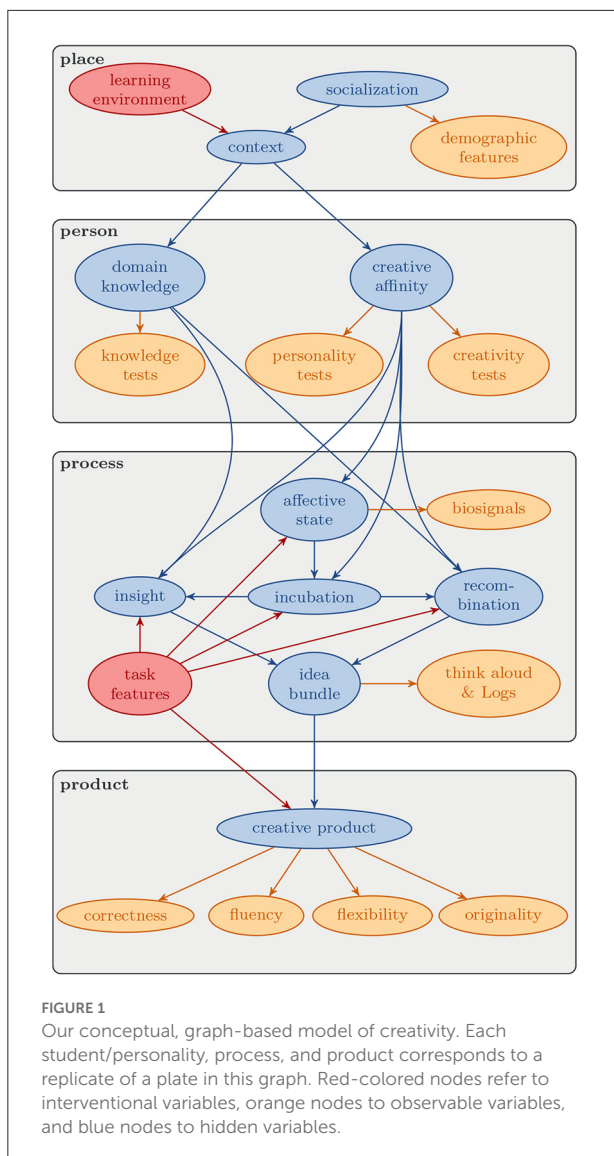 place
learning
environment
socialization
demographic
features
context
person
domain
knowledge
creative
affinity
knowledge
tests
personality
tests
creativity
tests
process
affective
state
biosignals
insight
incubation
recom-
bination
task
features
idea
bundle
think aloud
& Logs
product
creative product
correctness
fluency
flexibility
originality
FIGURE 1
Our conceptual, graph-based model of creativity. Each
student/personality, process, and product corresponds to a
replicate of a plate in this graph. Red-colored nodes refer to
interventional variables, orange nodes to observable variables,
and blue nodes to hidden variables.